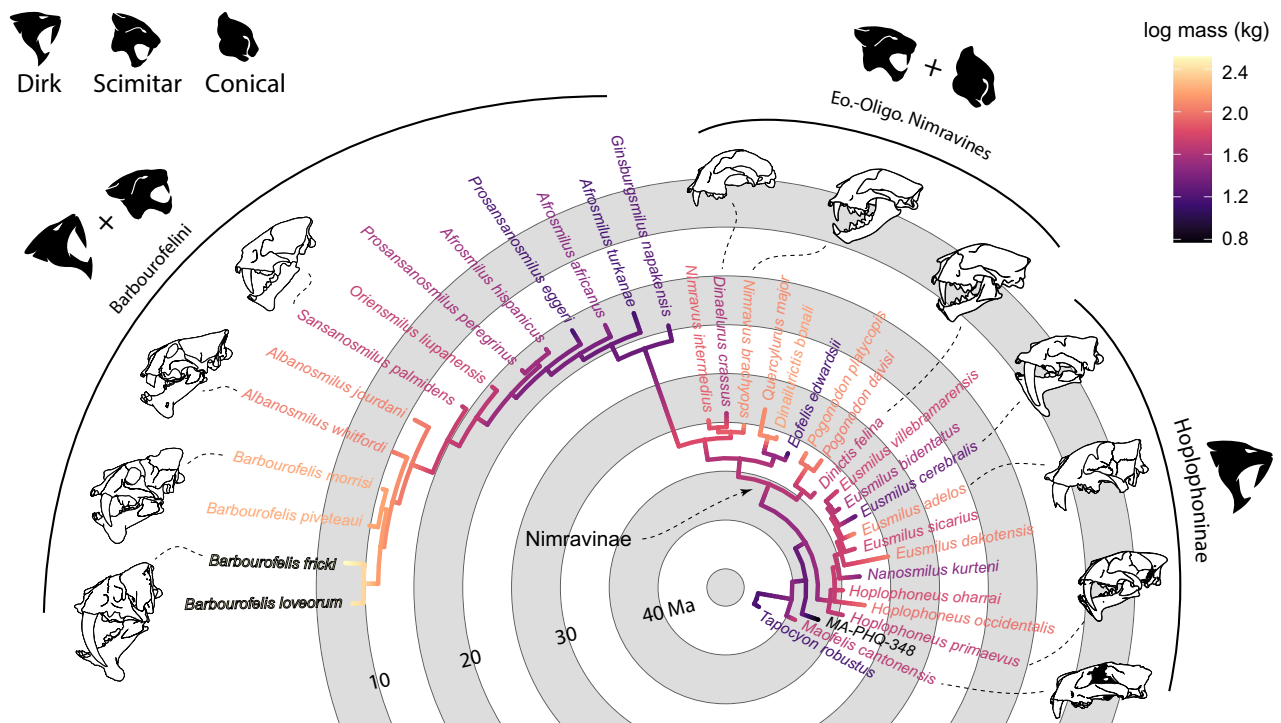 Dirk
Scimitar
Conical
log mass (kg)
2.4
2.0
1.6
1.2
0.8
Eo.-Oligo. Nimravines
Barbourofelini
Hoplophoninae
Nimravinae
40 Ma
30
20
10
Barbourofelis loveorum
Barbourofelis fricki
Barbourofelis piveteaui
Barbourofelis morrisi
Albanosmilus whitfordi
Albanosmilus jourdani
Sansanosmilus palmidens
Oriensmilus liupanensis
Prosansanosmilus peregrinus
Afrosmilus hispanicus
Prosansanosmilus eggeri
Afrosmilus africanus
Afrosmilus turkanae
Ginsburgsmilus napakensis
Nimravus intermedius
Dinaelurus crassus
Nimravus brachyops
Quercylurus major
Dinailurictis bonali
Eofelis edwardsii
Pogonodon platycopis
Pogonodon davisi
Dinictis felina
Eusmilus villebramarensis
Eusmilus bidentatus
Eusmilus cerebralis
Eusmilus adelos
Eusmilus sicarius
Eusmilus dakotensis
Nanosmilus kurteni
Hoplophoneus oharrai
Hoplophoneus occidentalis
Hoplophoneus primaevus
MA-PHQ-348
Maofelis cantonensis
Tapocyon robustus